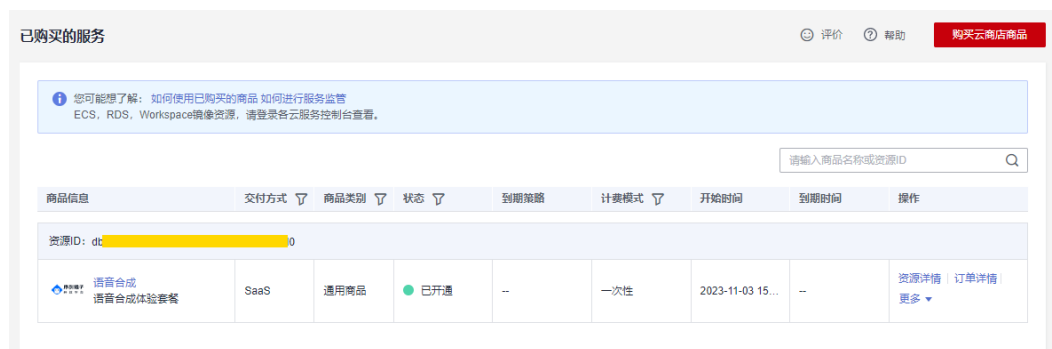 已购买的服务
评价
帮助
购买云商店商品
您可能想了解： 如何使用已购买的商品 如何进行服务监管
ECS，RDS，Workspace镜像资源，请登录各云服务控制台查看。
请输入商品名称或资源ID
商品信息 交付方式 商品类别 状态 到期策略 计费模式 开始时间 到期时间 操作
资源ID： db 0
语音合成
语音合成体验套餐
SaaS
通用商品
已开通
--
一次性
2023-11-03 15...
--
资源详情 订单详情
更多